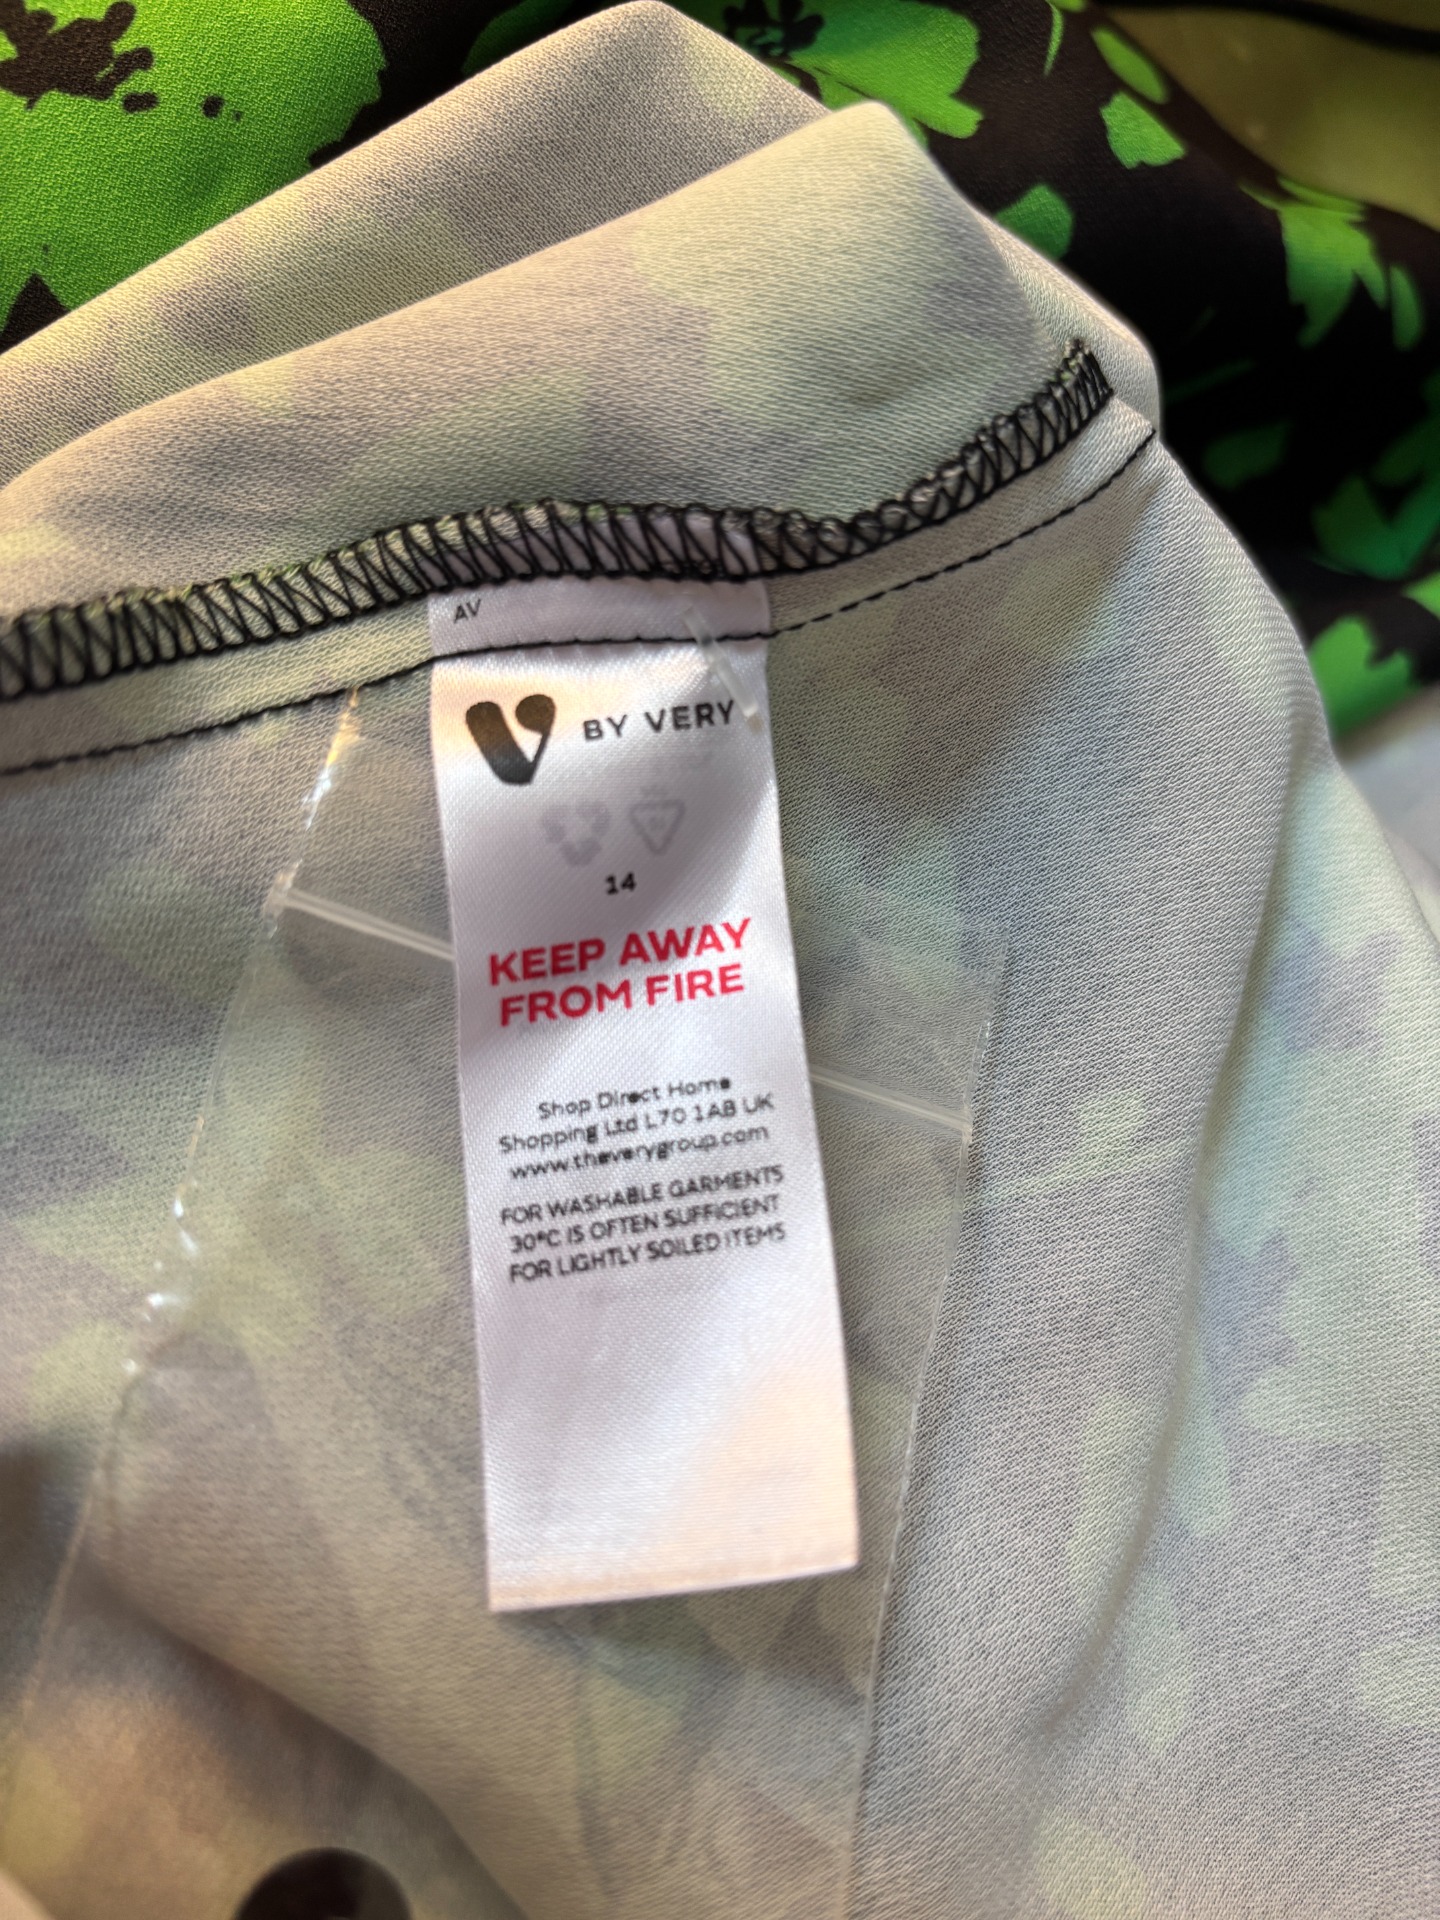 AV
V BY VERY
14
KEEP AWAY
FROM FIRE
Shop Direct Home
Shopping Ltd L70 1AB UK
www.theverygroup.com
FOR WASHABLE GARMENTS
30°C IS OFTEN SUFFICIENT
FOR LIGHTLY SOILED ITEMS